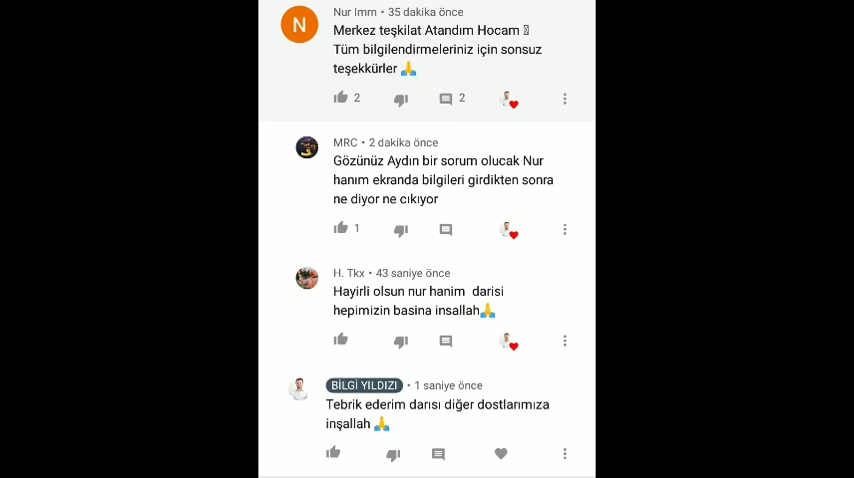 Nur Imrn • 35 dakika önce
Merkez teşkilat Atandım Hocam
Tüm bilgilendirmeleriniz için sonsuz
teşekkürler 🙏
2
2
MRC • 2 dakika önce
Gözünüz Aydın bir sorum olucak Nur
hanım ekranda bilgileri girdikten sonra
ne diyor ne cıkıyor
1
H. Tkx • 43 saniye önce
Hayirli olsun nur hanim darisi
hepimizin basina insallah🙏
BİLGİ YILDIZI • 1 saniye önce
Tebrik ederim darısı diğer dostlarımıza
inşallah 🙏